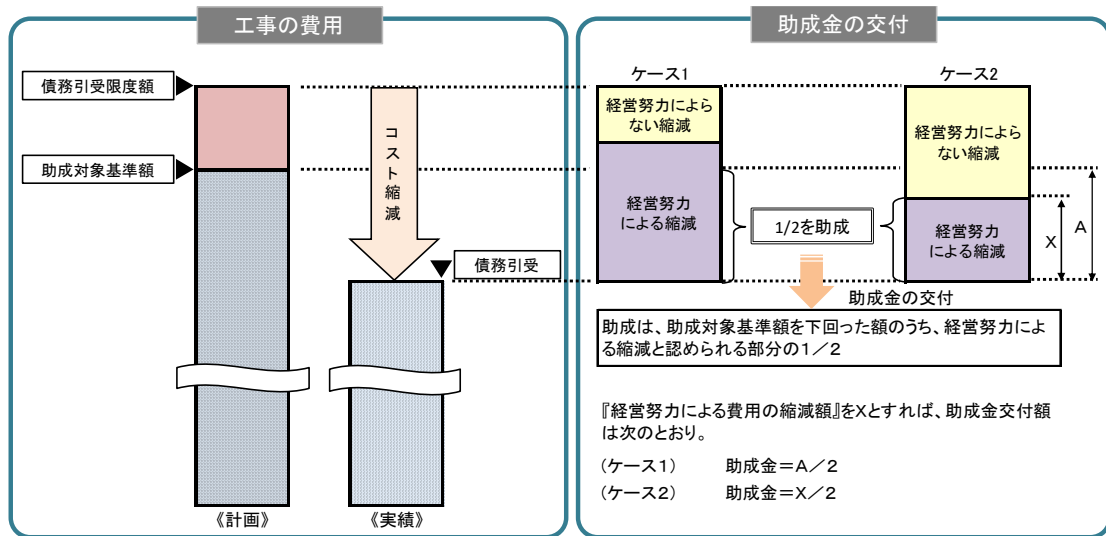 工事の費用
債務引受限度額
助成対象基準額
コスト縮減
債務引受
《計画》
《実績》
助成金の交付
ケース1
ケース2
経営努力によら
ない縮減
経営努力
による縮減
経営努力によら
ない縮減
経営努力
による縮減
1/2を助成
X
A
助成金の交付
助成は、助成対象基準額を下回った額のうち、経営努力によ
る縮減と認められる部分の1／2
『経営努力による費用の縮減額』をXとすれば、助成金交付額
は次のとおり。
(ケース1) 助成金＝A／2
(ケース2) 助成金＝X／2